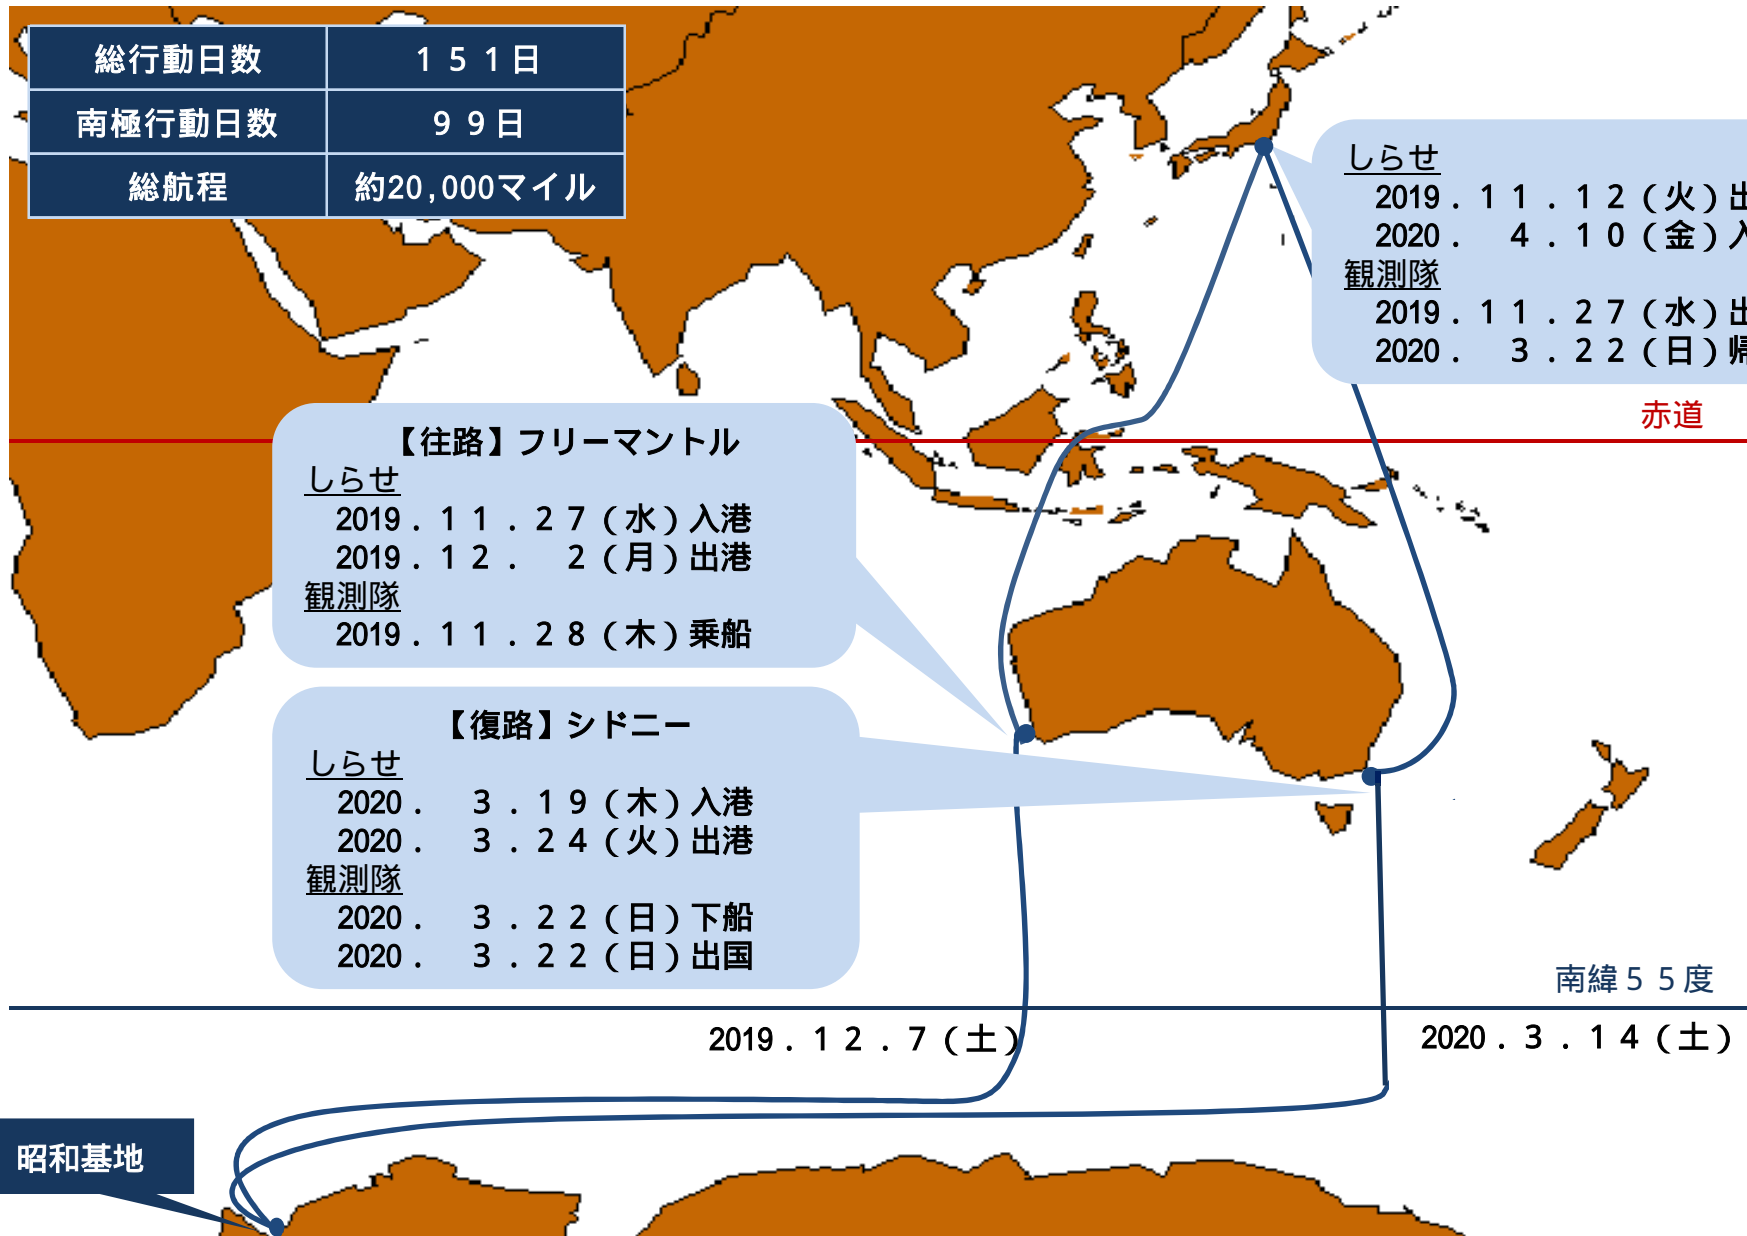 総行動日数 １５１日
南極行動日数 ９９日
総航程 約20,000マイル
しらせ
2019．１１．１２（火）出
2020．　４．１０（金）入
観測隊
2019．１１．２７（水）出
2020．　３．２２（日）帰
赤道
【往路】フリーマントル
しらせ
2019．１１．２７（水）入港
2019．１２．　２（月）出港
観測隊
2019．１１．２８（木）乗船
【復路】シドニー
しらせ
2020．　３．１９（木）入港
2020．　３．２４（火）出港
観測隊
2020．　３．２２（日）下船
2020．　３．２２（日）出国
南緯５５度
2019．１２．７（土）
2020．３．１４（土）
昭和基地